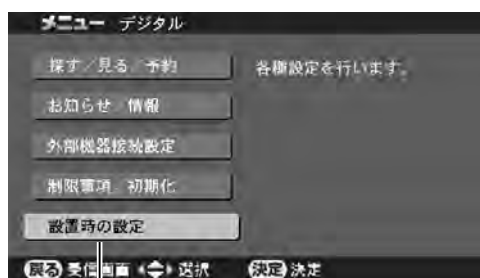 メニュー デジタル
探す/見る/予約
各種設定を行います。
お知らせ/情報
外部機器接続設定
制限事項/初期化
設置時の設定
戻る 受信画面 選択 決定 決定